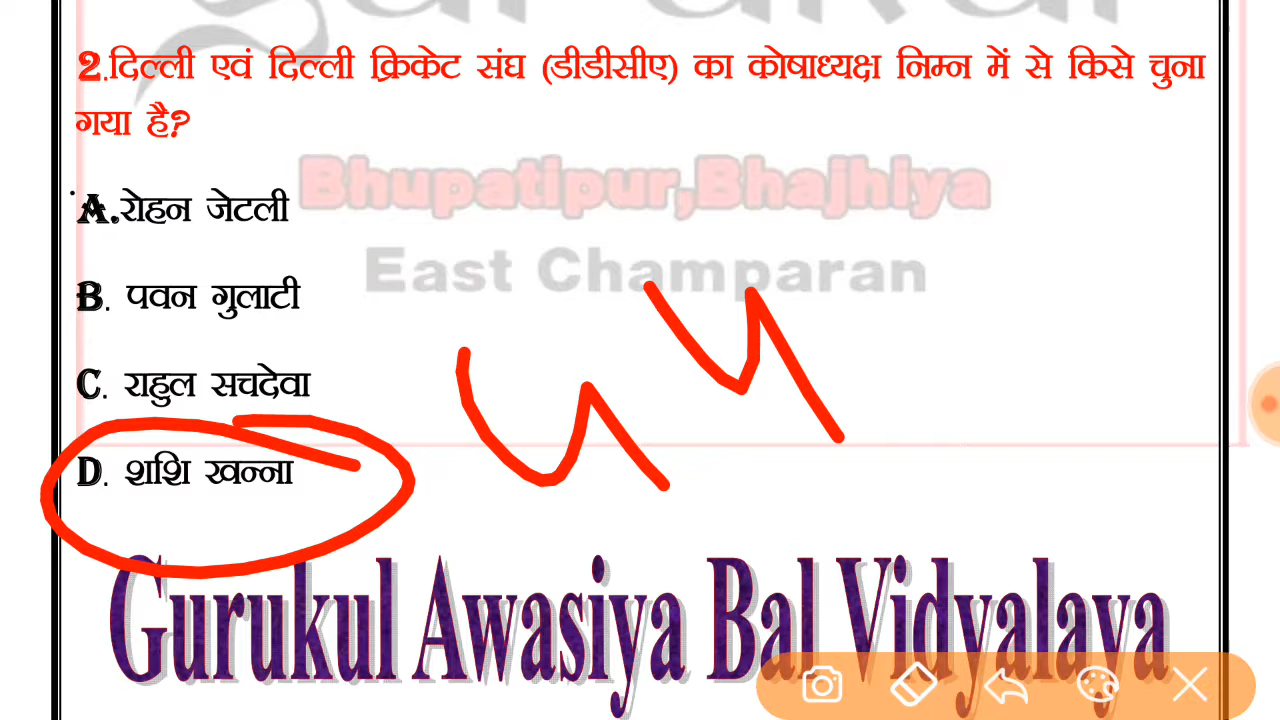 2.दिल्ली एवं दिल्ली क्रिकेट संघ (डीडीसीए) का कोषाध्यक्ष निम्न में से किसे चुना
गया है?
Bhupatipur,Bhajhiya
A.रोहन जेटली
East Champaran
B. पवन गुलाटी
C. राहुल सचदेवा
D. शशि खन्ना
Gurukul Awasiya Bal Vidyalaya